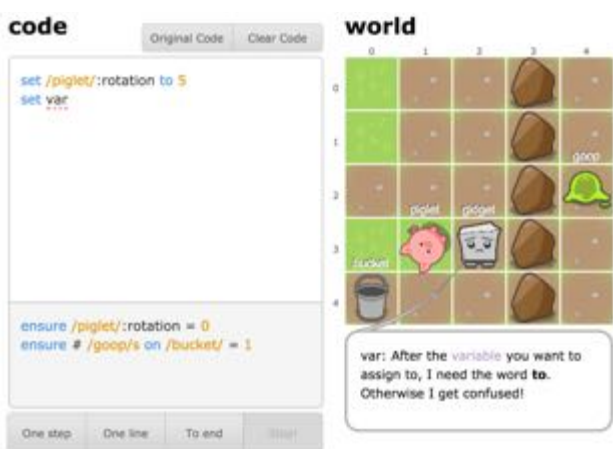 code
Original Code
Clear Code
set /piglet/:rotation to 5
set var
ensure /piglet/:rotation = 0
ensure # /goop/s on /bucket/ = 1
One step
One line
To end
world
0 1 2 3 4
0
1
goop
2
piglet gidget
3
bucket
4
var: After the variable you want to
assign to, I need the word to.
Otherwise I get confused!